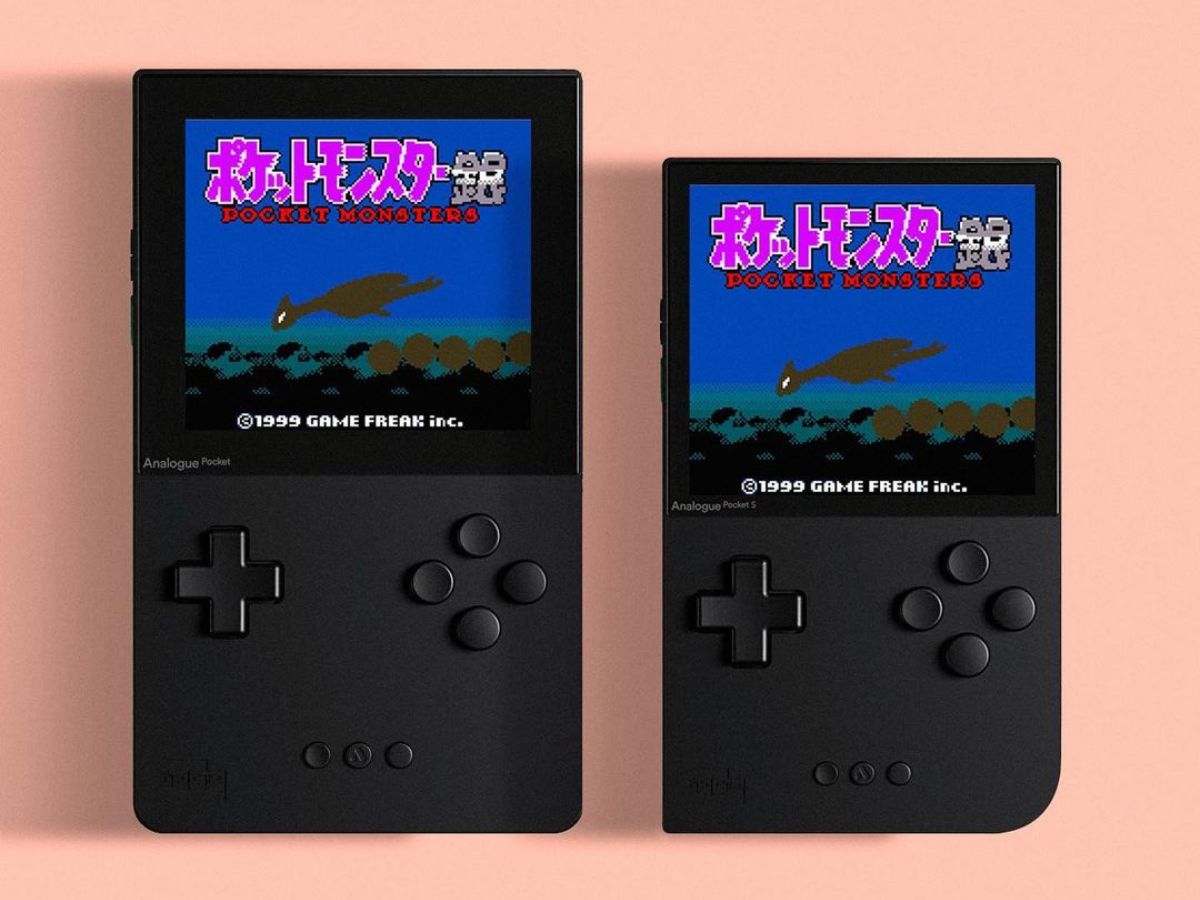 ポケットモンスター銀
POCKET MONSTERS
©1999 GAME FREAK inc.
Analogue Pocket
ポケットモンスター銀
POCKET MONSTERS
©1999 GAME FREAK inc.
Analogue Pocket S